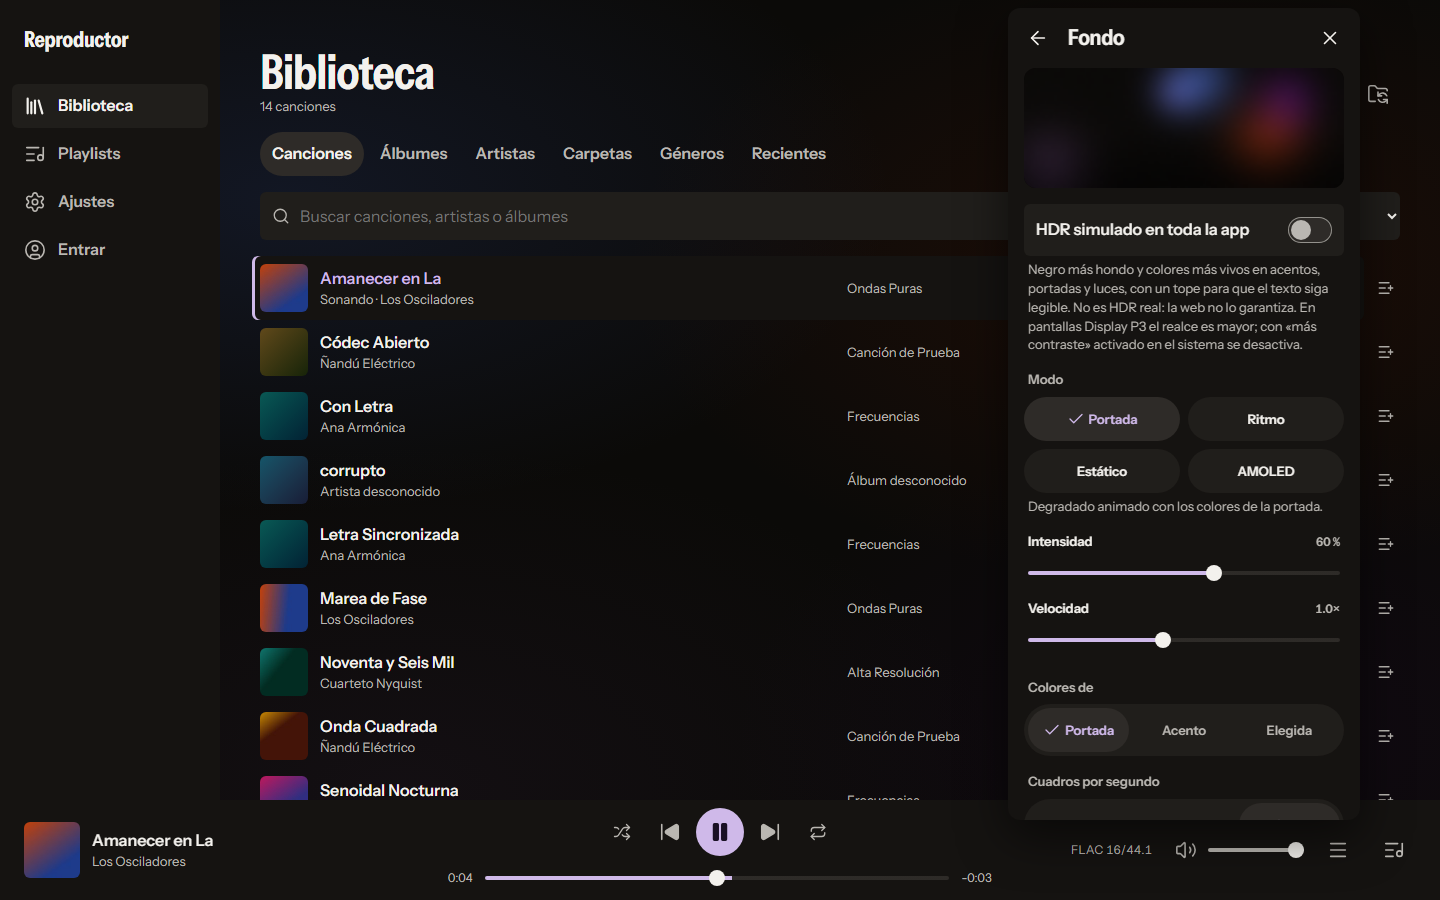 Reproductor
Biblioteca
Playlists
Ajustes
Entrar
Biblioteca
14 canciones
Canciones
Álbumes
Artistas
Carpetas
Géneros
Recientes
Buscar canciones, artistas o álbumes
Amanecer en La
Sonando · Los Osciladores
Ondas Puras
Códec Abierto
Ñandú Eléctrico
Canción de Prueba
Con Letra
Ana Armónica
Frecuencias
corrupto
Artista desconocido
Álbum desconocido
Letra Sincronizada
Ana Armónica
Frecuencias
Marea de Fase
Los Osciladores
Ondas Puras
Noventa y Seis Mil
Cuarteto Nyquist
Alta Resolución
Onda Cuadrada
Ñandú Eléctrico
Canción de Prueba
Senoidal Nocturna
Frecuencias
Fondo
HDR simulado en toda la app
Negro más hondo y colores más vivos en acentos,
portadas y luces, con un tope para que el texto siga
legible. No es HDR real: la web no lo garantiza. En
pantallas Display P3 el realce es mayor; con «más
contraste» activado en el sistema se desactiva.
Modo
Portada
Ritmo
Estático
AMOLED
Degradado animado con los colores de la portada.
Intensidad
60 %
Velocidad
1.0×
Colores de
Portada
Acento
Elegida
Cuadros por segundo
Amanecer en La
Los Osciladores
0:04
-0:03
FLAC 16/44.1